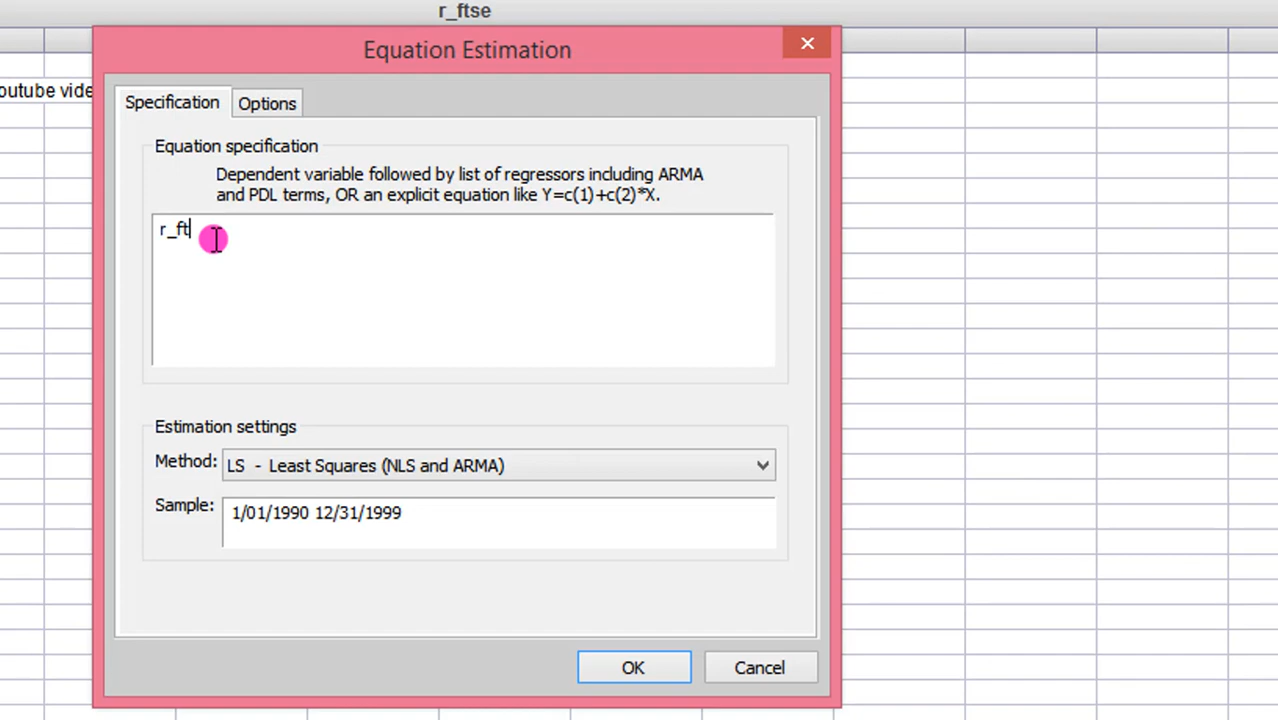 r_ftse
Equation Estimation
outube vide
Specification
Options
Equation specification
Dependent variable followed by list of regressors including ARMA
and PDL terms, OR an explicit equation like Y=c(1)+c(2)*X.
r_ft
Estimation settings
Method:
LS - Least Squares (NLS and ARMA)
Sample:
1/01/1990 12/31/1999
OK
Cancel